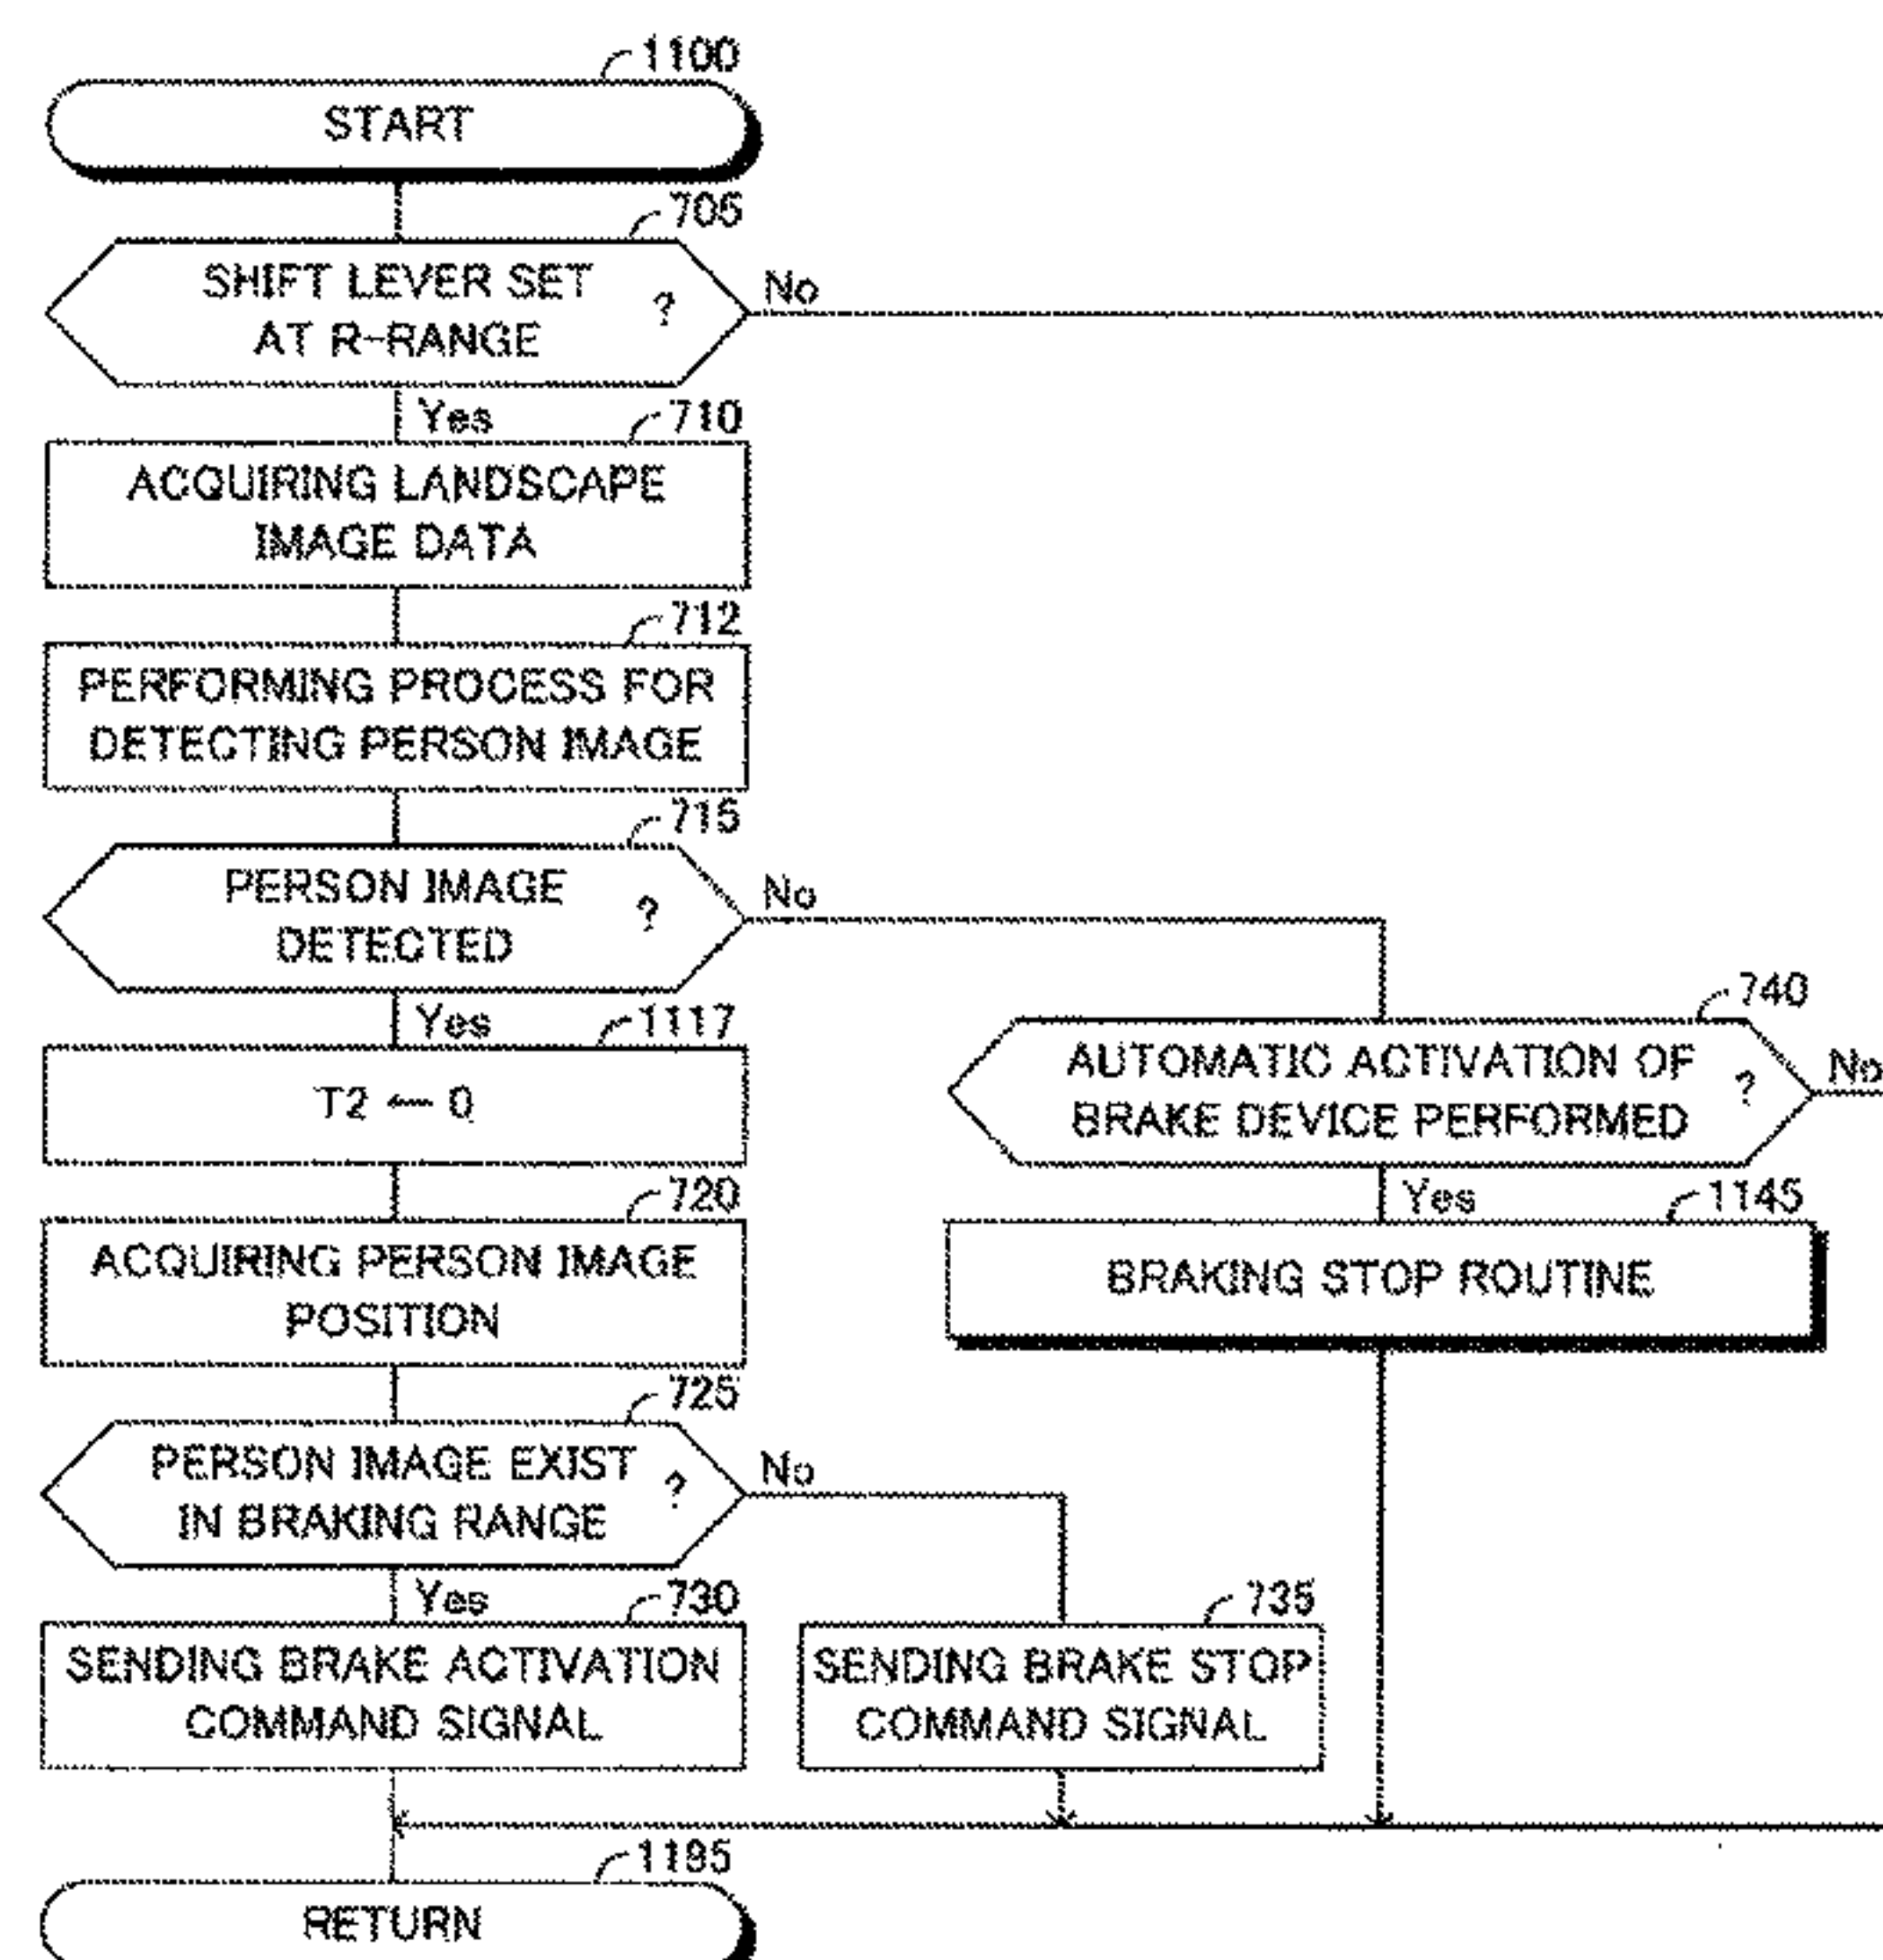 1100
START
705
SHIFT LEVER SET
AT R-RANGE
?
No
Yes
710
ACQUIRING LANDSCAPE
IMAGE DATA
712
PERFORMING PROCESS FOR
DETECTING PERSON IMAGE
715
PERSON IMAGE
DETECTED
?
No
Yes
1117
T2 ← 0
740
AUTOMATIC ACTIVATION OF
BRAKE DEVICE PERFORMED
?
No
Yes
1145
BRAKING STOP ROUTINE
720
ACQUIRING PERSON IMAGE
POSITION
725
PERSON IMAGE EXIST
IN BRAKING RANGE
?
No
Yes
730
SENDING BRAKE ACTIVATION
COMMAND SIGNAL
735
SENDING BRAKE STOP
COMMAND SIGNAL
1195
RETURN